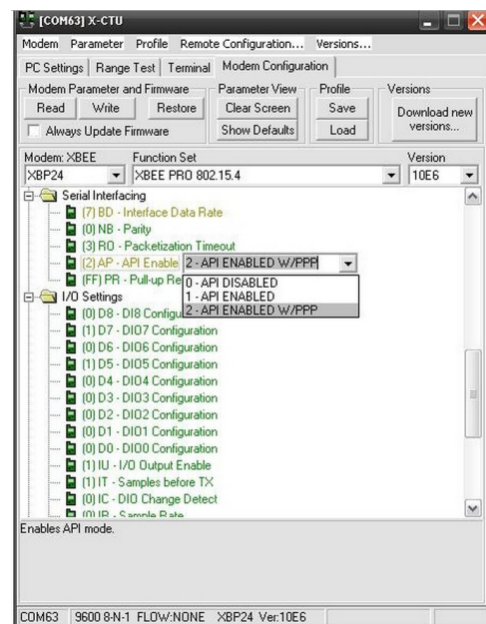 [COM63] X-CTU
Modem Parameter Profile Remote Configuration... Versions...
PC Settings Range Test Terminal Modem Configuration
Modem Parameter and Firmware Parameter View Profile Versions
Read Write Restore Clear Screen Save Download new versions...
Always Update Firmware Show Defaults Load
Modem: XBEE Function Set Version
XBP24 XBEE PRO 802.15.4 10E6
Serial Interfacing
(7) BD - Interface Data Rate
(0) NB - Parity
(3) RO - Packetization Timeout
(2) AP - API Enable 2 - API ENABLED W/PPP
(FF) PR - Pull-up Re
0 - API DISABLED
1 - API ENABLED
2 - API ENABLED W/PPP
I/O Settings
(0) D8 - DI8 Configu
(1) D7 - DIO7 Configuration
(0) D6 - DIO6 Configuration
(1) D5 - DIO5 Configuration
(0) D4 - DIO4 Configuration
(0) D3 - DIO3 Configuration
(0) D2 - DIO2 Configuration
(0) D1 - DIO1 Configuration
(0) D0 - DIO0 Configuration
(1) IU - I/O Output Enable
(1) IT - Samples before TX
(0) IC - DIO Change Detect
(0) IR - Sample Rate
Enables API mode.
COM63 9600 8-N-1 FLOW:NONE XBP24 Ver:10E6